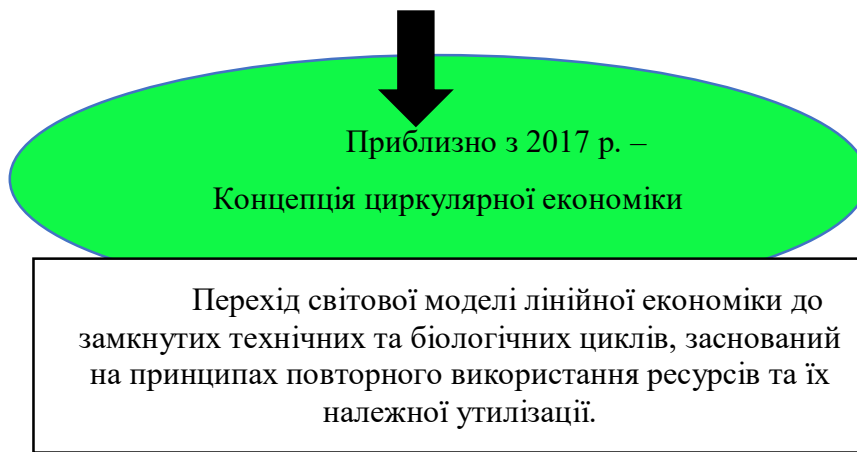 Приблизно з 2017 р. –
Концепція циркулярної економіки
Перехід світової моделі лінійної економіки до
замкнутих технічних та біологічних циклів, заснований
на принципах повторного використання ресурсів та їх
належної утилізації.